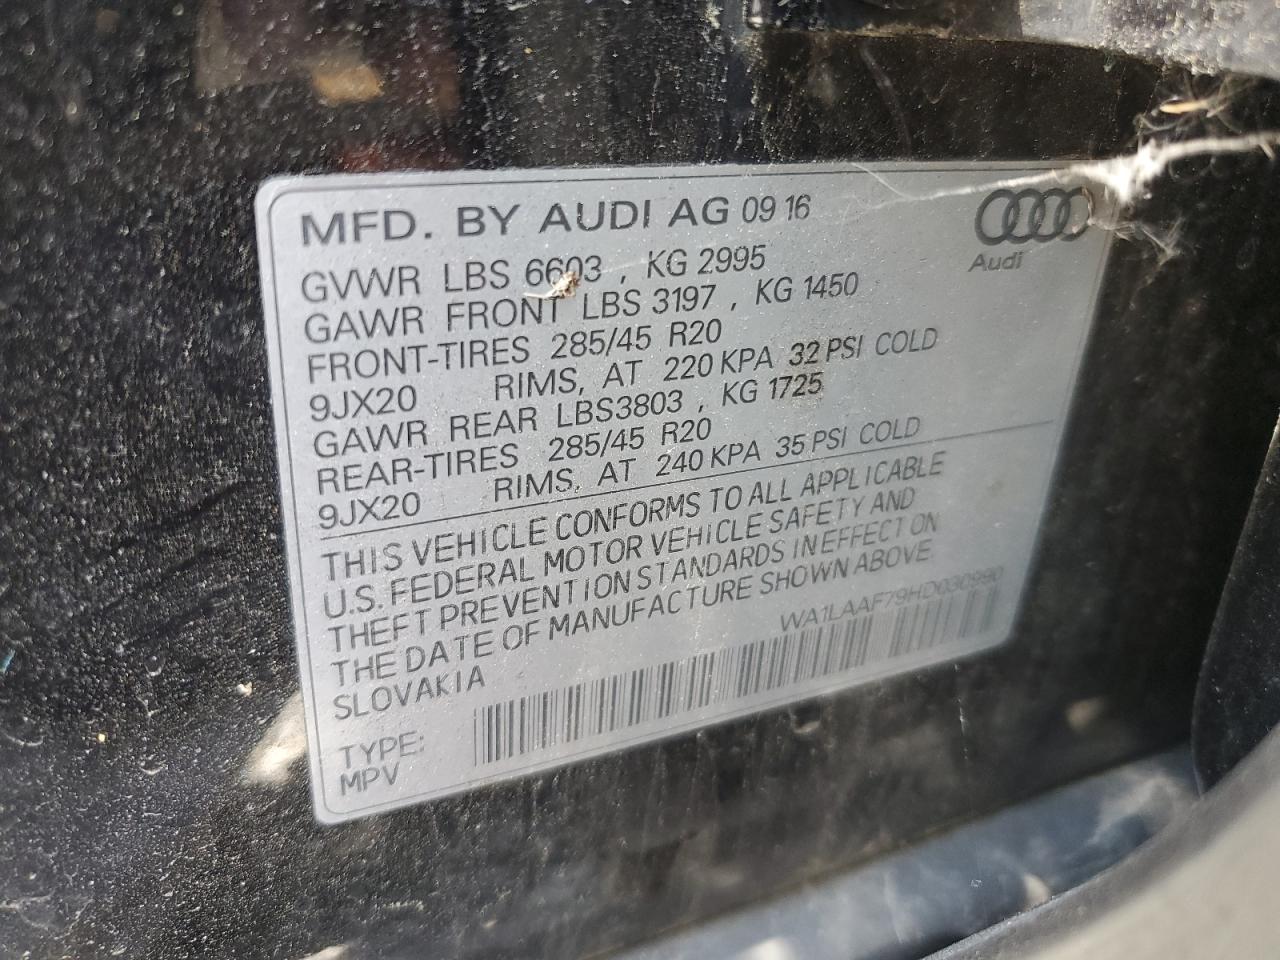 MFD. BY AUDI AG 09 16
Audi
GVWR LBS 6603 , KG 2995
GAWR FRONT LBS 3197 , KG 1450
FRONT-TIRES 285/45 R20
9JX20 RIMS, AT 220 KPA 32 PSI COLD
GAWR REAR LBS3803 , KG 1725
REAR-TIRES 285/45 R20
9JX20 RIMS, AT 240 KPA 35 PSI COLD
THIS VEHICLE CONFORMS TO ALL APPLICABLE
U.S. FEDERAL MOTOR VEHICLE SAFETY AND
THEFT PREVENTION STANDARDS IN EFFECT ON
THE DATE OF MANUFACTURE SHOWN ABOVE
SLOVAKIA
WA1LAAF79HD030990
TYPE:
MPV